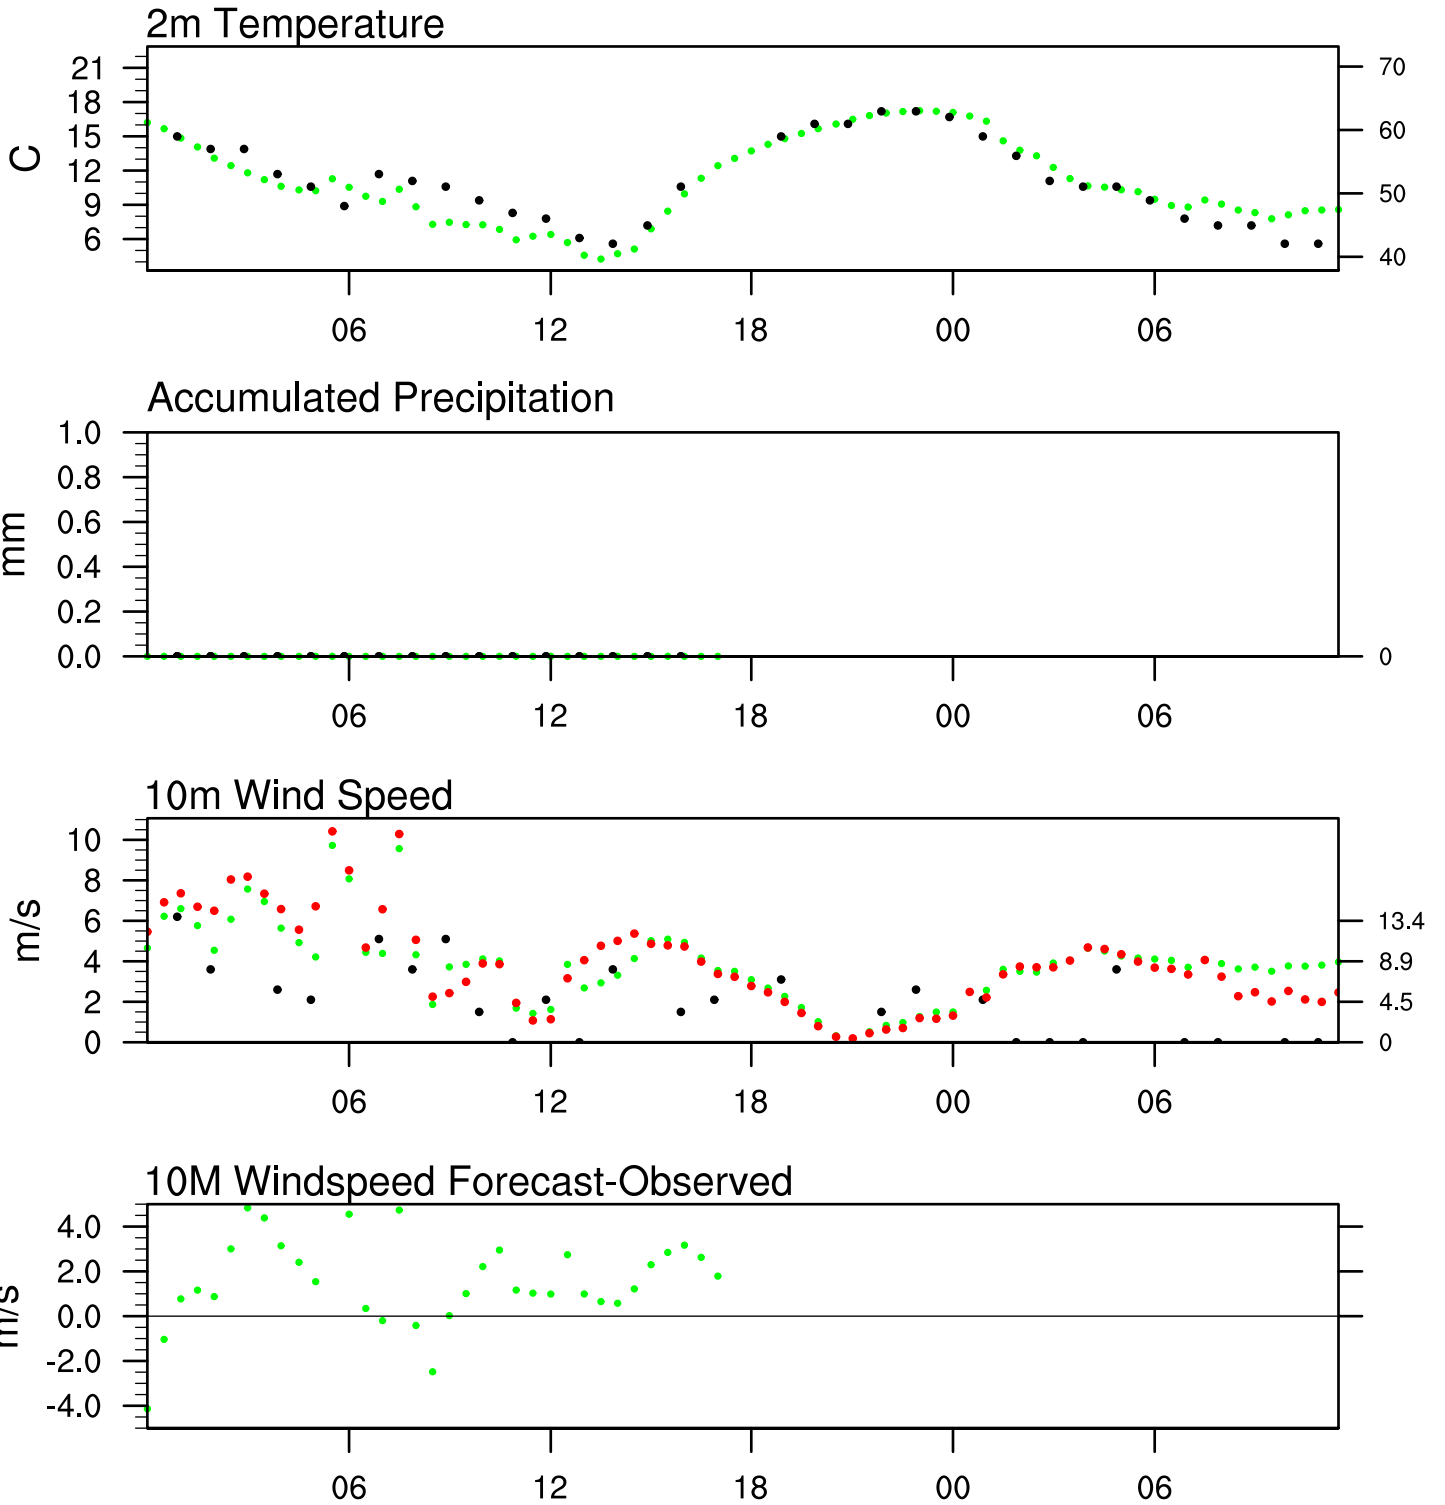 2m Temperature
21
18
15
12
9
6
C
70
60
50
40
06 12 18 00 06
Accumulated Precipitation
1.0
0.8
0.6
0.4
0.2
0.0
mm
0
06 12 18 00 06
10m Wind Speed
10
8
6
4
2
0
m/s
13.4
8.9
4.5
0
06 12 18 00 06
10M Windspeed Forecast-Observed
4.0
2.0
0.0
-2.0
-4.0
m/s
06 12 18 00 06